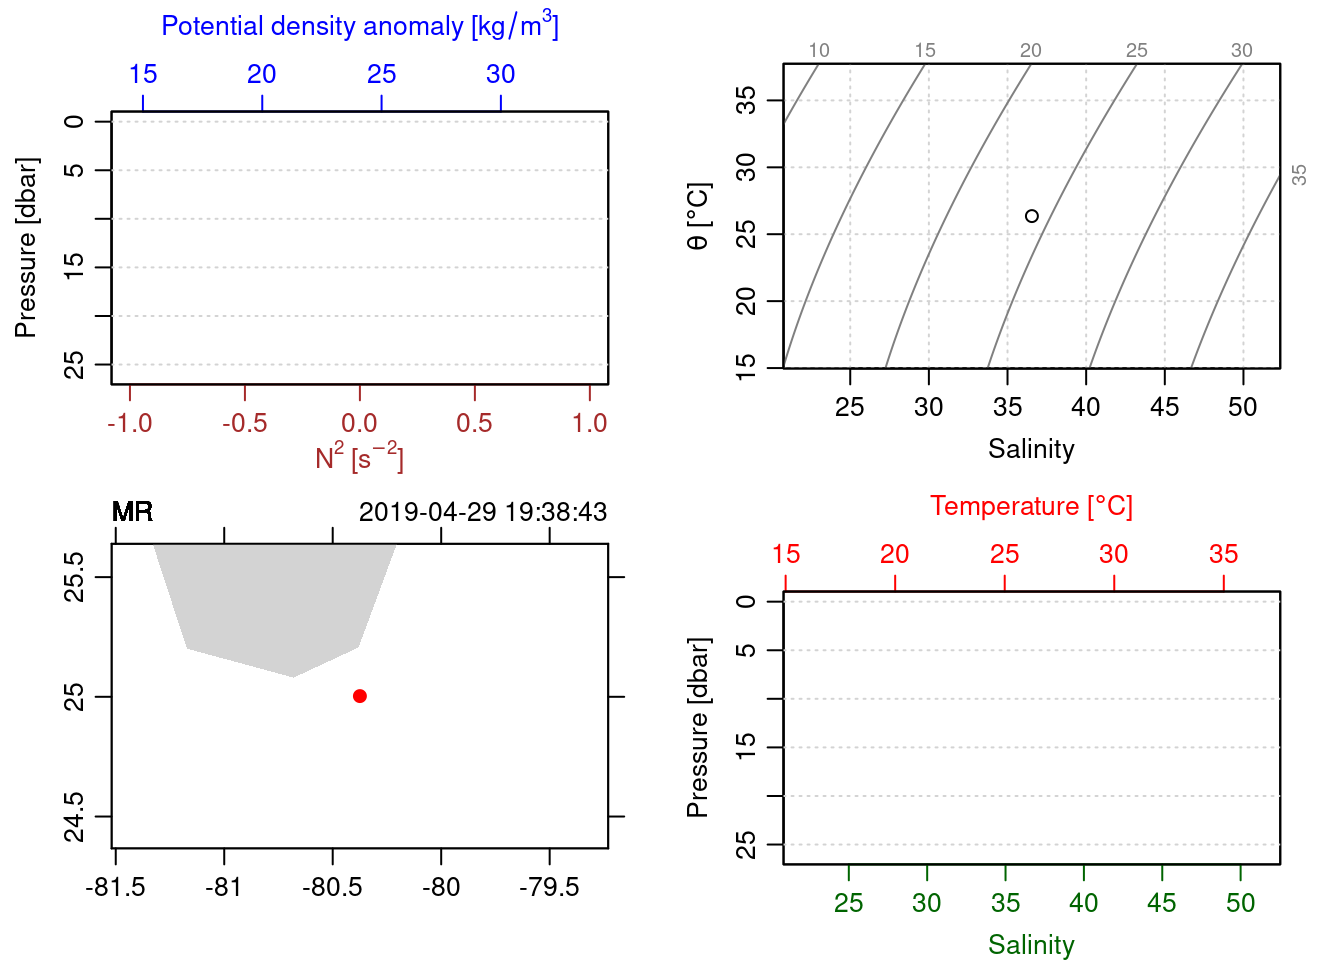 Potential density anomaly [kg/m3]
15 20 25 30
0
5
15
25
Pressure [dbar]
-1.0 -0.5 0.0 0.5 1.0
N2 [s−2]
10 15 20 25 30
35
35
30
25
20
15
θ [°C]
25 30 35 40 45 50
Salinity
MR 2019-04-29 19:38:43
25.5
25
24.5
-81.5 -81 -80.5 -80 -79.5
Temperature [°C]
15 20 25 30 35
0
5
15
25
Pressure [dbar]
25 30 35 40 45 50
Salinity